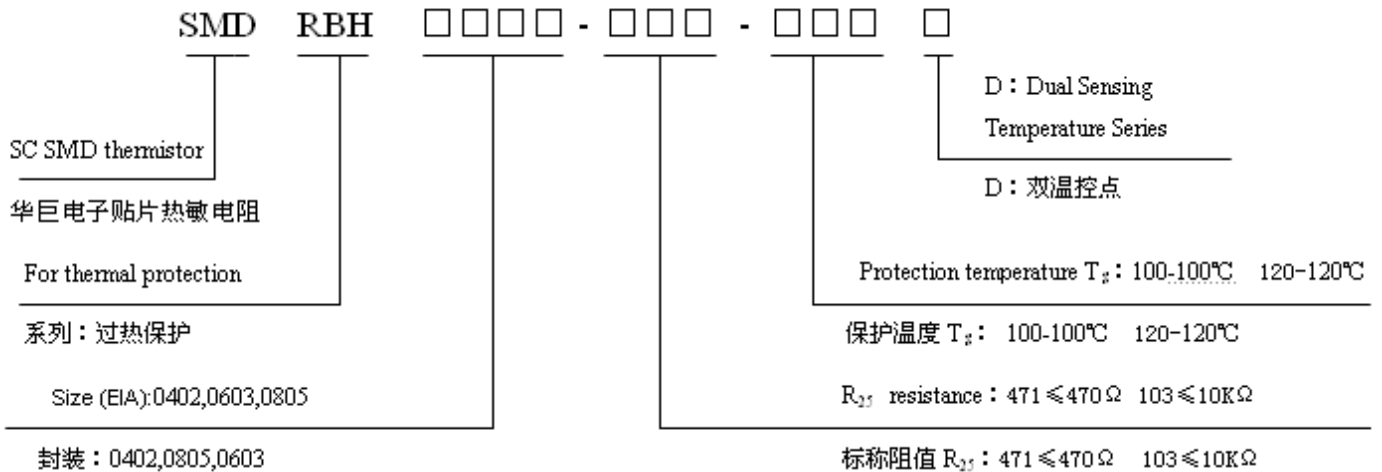 SMD RBH □□□□ - □□□ - □□□ □
D：Dual Sensing
Temperature Series
D：双温控点
SC SMD thermistor
华巨电子贴片热敏电阻
For thermal protection
系列：过热保护
Protection temperature Tg：100-100℃ 120-120℃
保护温度 Tg： 100-100℃ 120-120℃
Size (EIA):0402,0603,0805
封装：0402,0805,0603
R25 resistance：471≤470Ω 103≤10KΩ
标称阻值 R25：471≤470Ω 103≤10KΩ